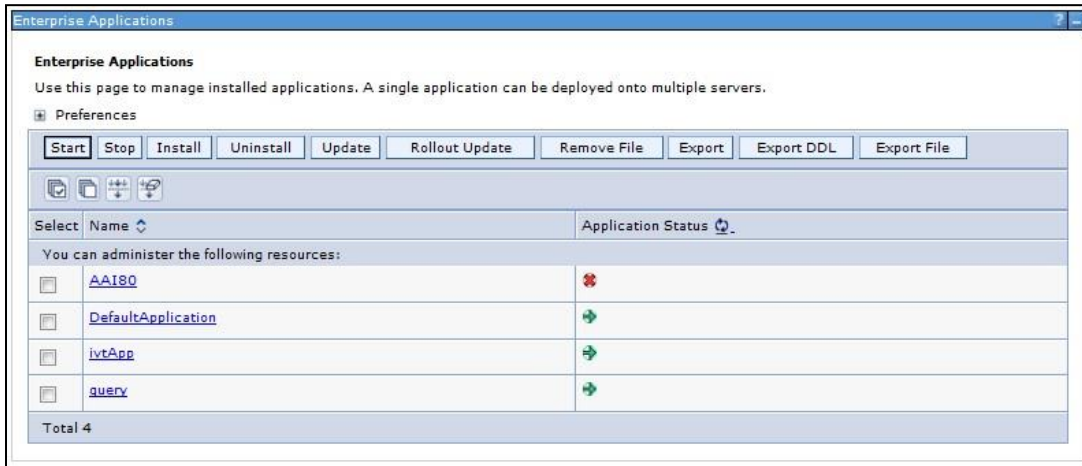 Enterprise Applications ? –
Enterprise Applications
Use this page to manage installed applications. A single application can be deployed onto multiple servers.
Preferences
Start Stop Install Uninstall Update Rollout Update Remove File Export Export DDL Export File
Select Name Application Status
You can administer the following resources:
AAI80
DefaultApplication
ivtApp
query
Total 4